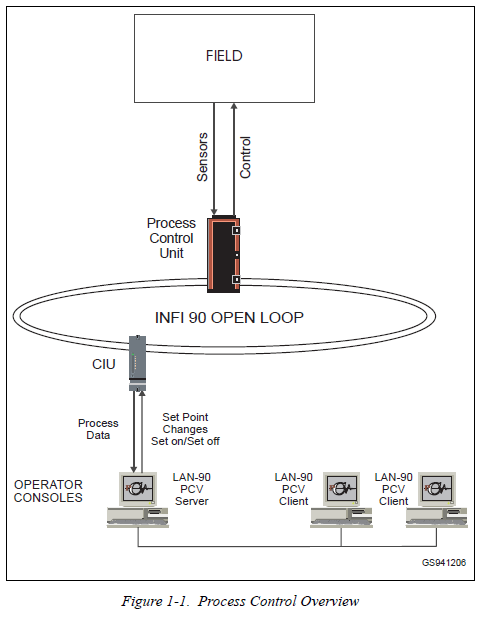 FIELD
Sensors
Control
Process
Control
Unit
INFI 90 OPEN LOOP
CIU
Process
Data
Set Point
Changes
Set on/Set off
OPERATOR
CONSOLES
LAN-90
PCV
Server
LAN-90
PCV
Client
LAN-90
PCV
Client
GS941206
Figure 1-1. Process Control Overview